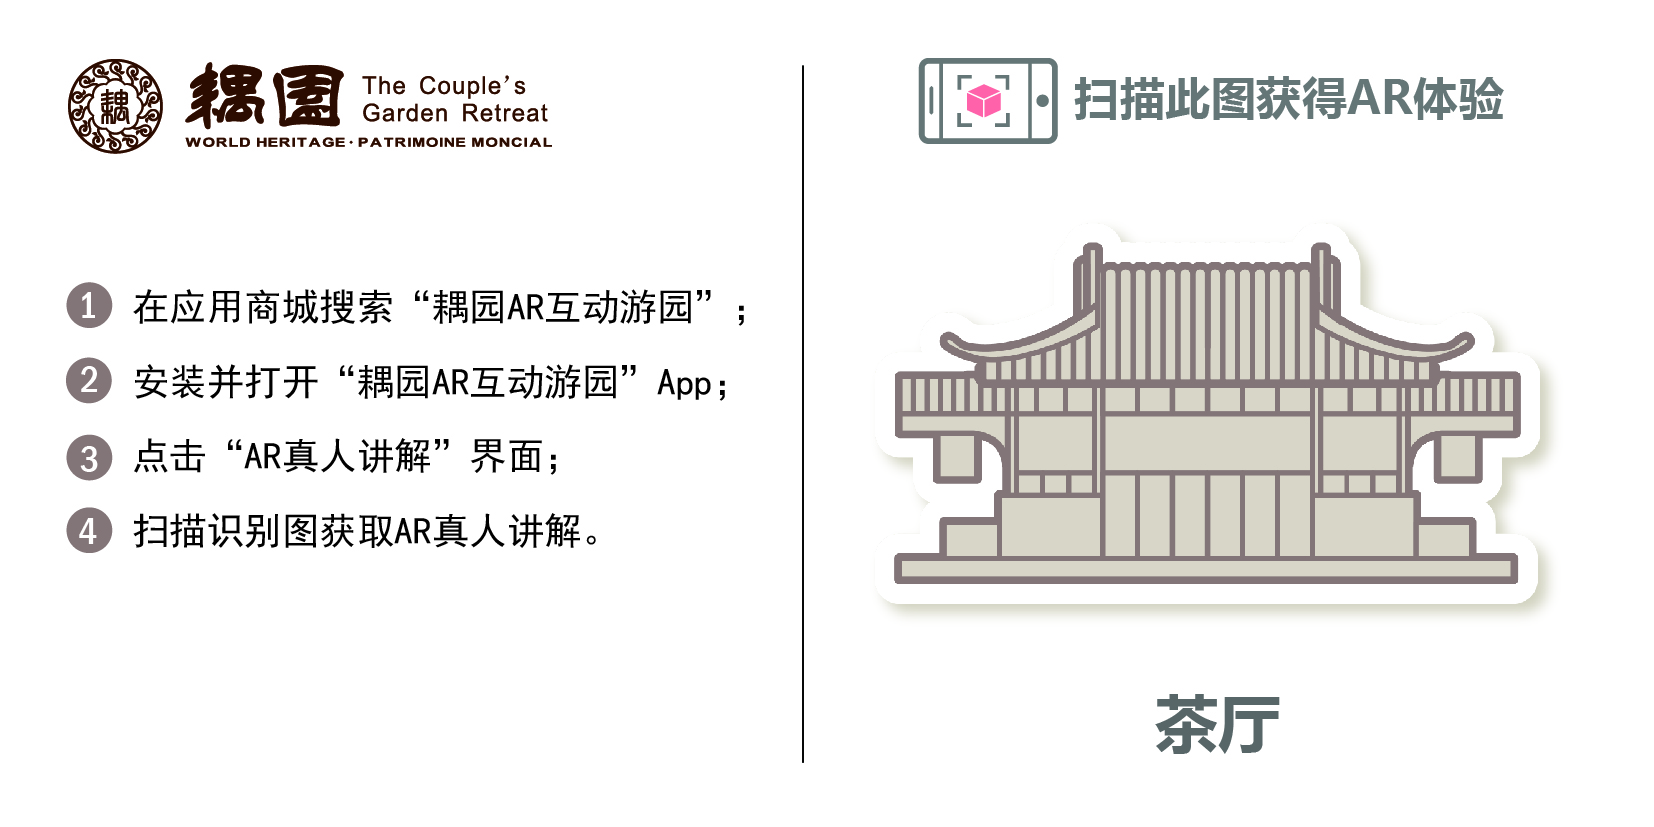 耦
耦園
The Couple's
Garden Retreat
WORLD HERITAGE·PATRIMOINE MONCIAL
1 在应用商城搜索“耦园AR互动游园”；
2 安装并打开“耦园AR互动游园”App；
3 点击“AR真人讲解”界面；
4 扫描识别图获取AR真人讲解。
扫描此图获得AR体验
茶厅